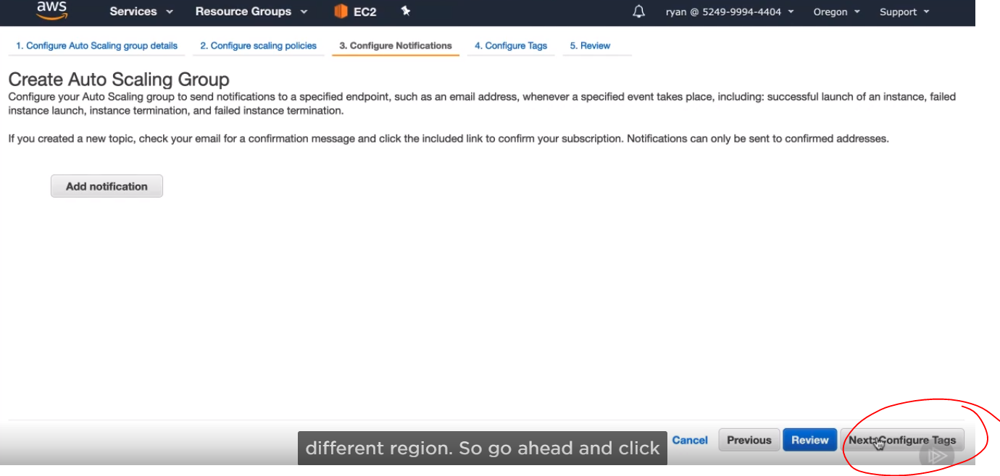 aws Services Resource Groups EC2 ryan @ 5249-9994-4404 Oregon Support
1. Configure Auto Scaling group details 2. Configure scaling policies 3. Configure Notifications 4. Configure Tags 5. Review
Create Auto Scaling Group
Configure your Auto Scaling group to send notifications to a specified endpoint, such as an email address, whenever a specified event takes place, including: successful launch of an instance, failed
instance launch, instance termination, and failed instance termination.
If you created a new topic, check your email for a confirmation message and click the included link to confirm your subscription. Notifications can only be sent to confirmed addresses.
Add notification
Cancel Previous Review Next: Configure Tags
different region. So go ahead and click